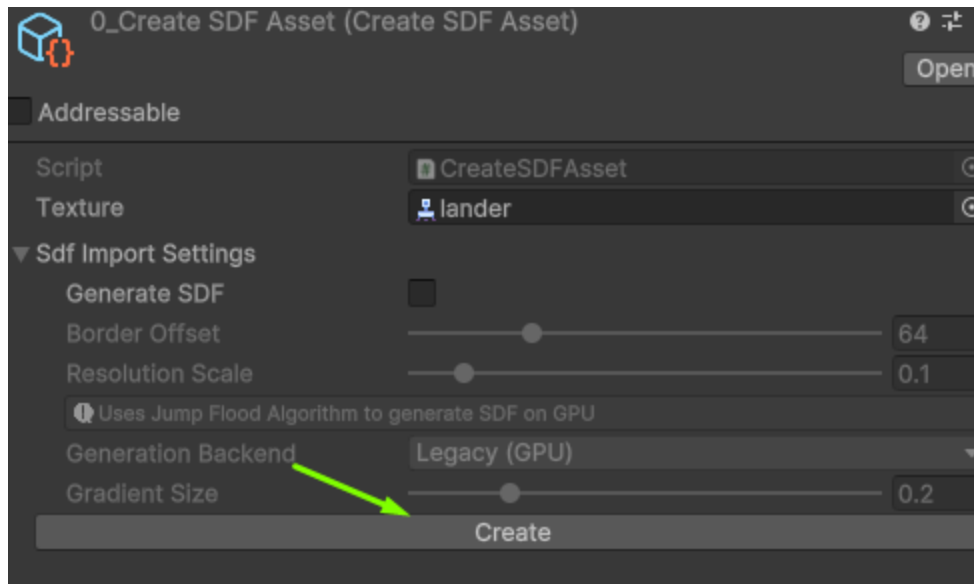 0_Create SDF Asset (Create SDF Asset)
Open
Addressable
Script CreateSDFAsset
Texture lander
Sdf Import Settings
Generate SDF
Border Offset 64
Resolution Scale 0.1
Uses Jump Flood Algorithm to generate SDF on GPU
Generation Backend Legacy (GPU)
Gradient Size 0.2
Create